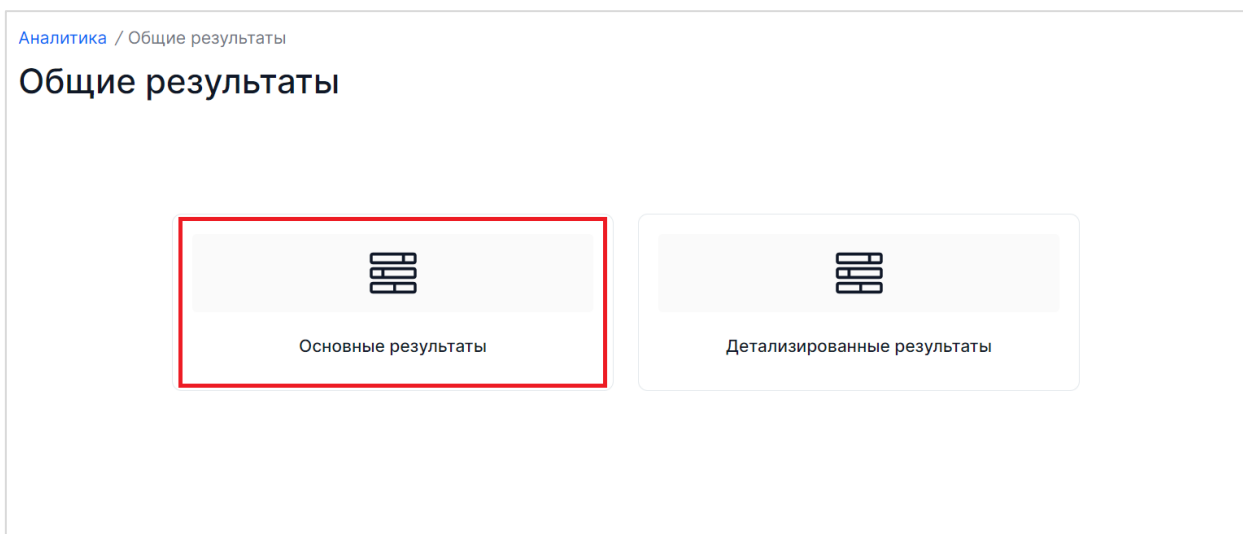 Аналитика / Общие результаты
Общие результаты
Основные результаты
Детализированные результаты